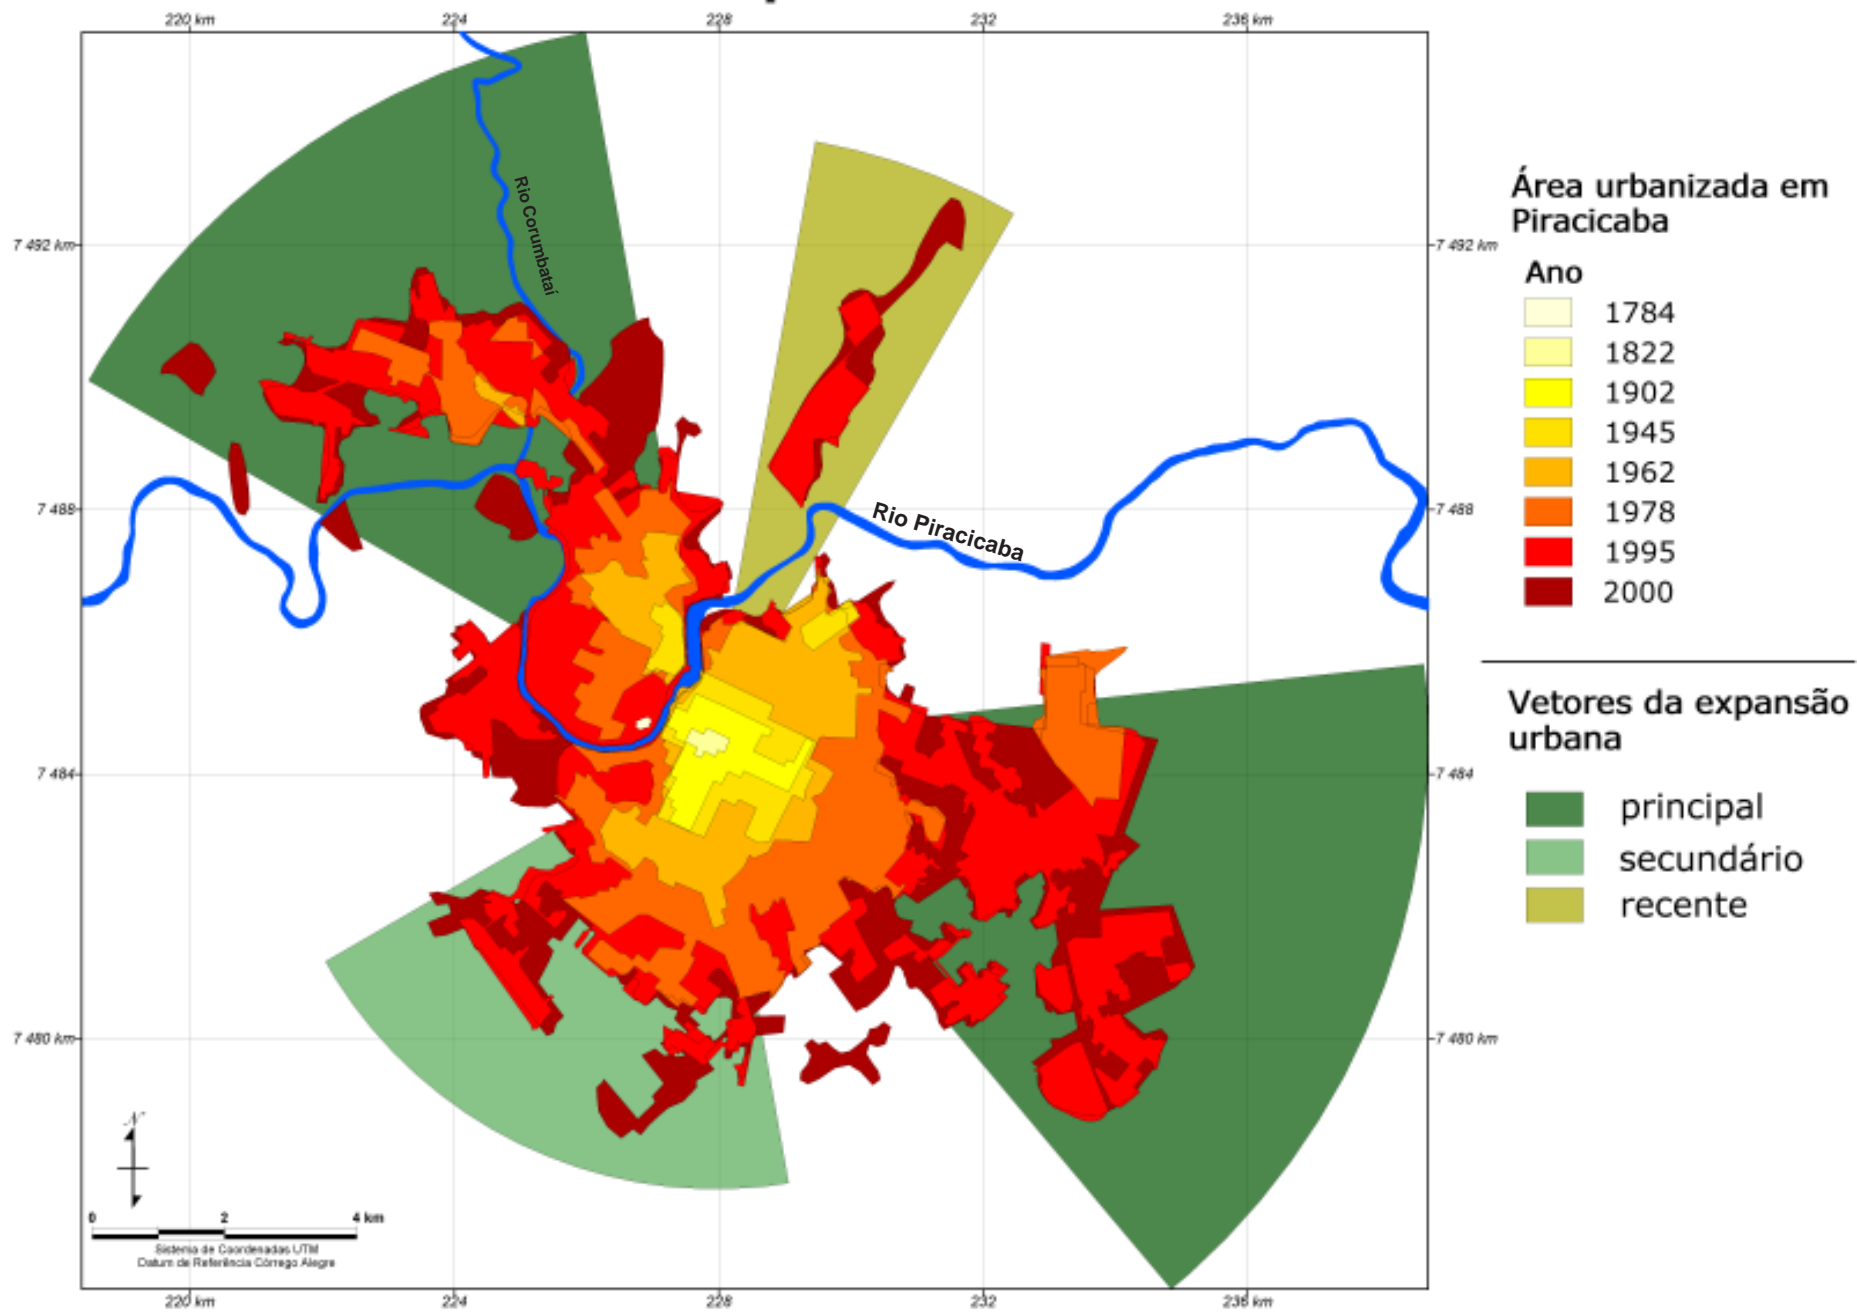 220 km
224
228
232
236 km
7 492 km
7 492 km
7 488
7 488
7 484
7 484
7 480 km
7 480 km
Rio Corumbataí
Rio Piracicaba
N
0 2 4 km
Sistema de Coordenadas UTM
Datum de Referência Córrego Alegre
220 km
224
228
232
236 km
Área urbanizada em
Piracicaba
Ano
1784
1822
1902
1945
1962
1978
1995
2000
Vetores da expansão
urbana
principal
secundário
recente